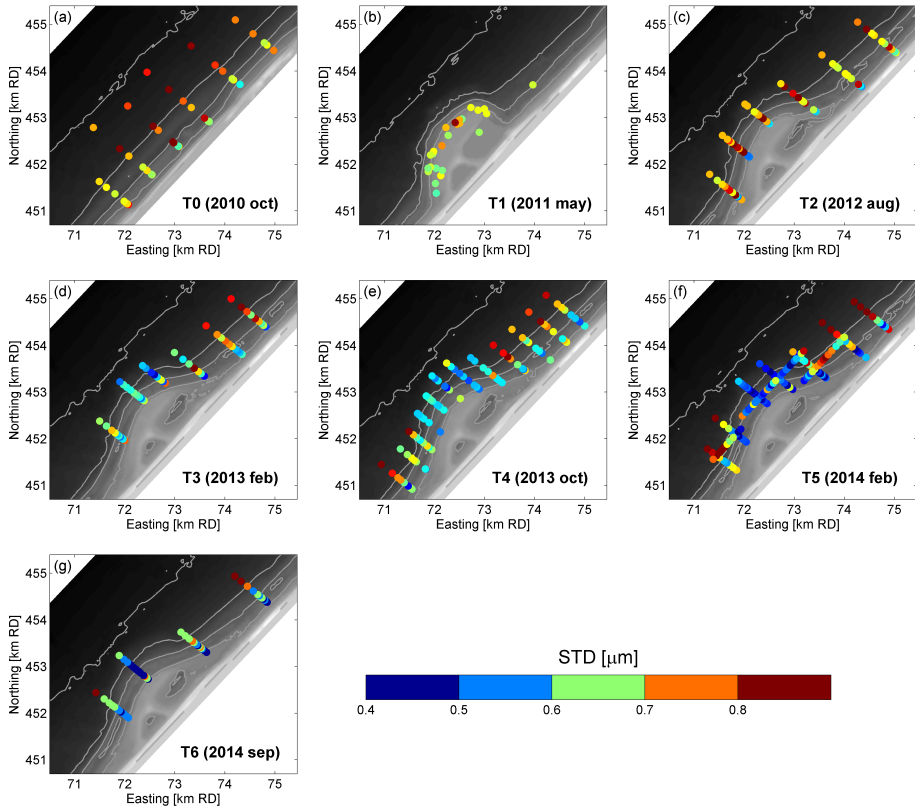 (a)
455
454
453
452
451
Northing [km RD]
71 72 73 74 75
Easting [km RD]
T0 (2010 oct)
(b)
455
454
453
452
451
Northing [km RD]
71 72 73 74 75
Easting [km RD]
T1 (2011 may)
(c)
455
454
453
452
451
Northing [km RD]
71 72 73 74 75
Easting [km RD]
T2 (2012 aug)
(d)
455
454
453
452
451
Northing [km RD]
71 72 73 74 75
Easting [km RD]
T3 (2013 feb)
(e)
455
454
453
452
451
Northing [km RD]
71 72 73 74 75
Easting [km RD]
T4 (2013 oct)
(f)
455
454
453
452
451
Northing [km RD]
71 72 73 74 75
Easting [km RD]
T5 (2014 feb)
(g)
455
454
453
452
451
Northing [km RD]
71 72 73 74 75
Easting [km RD]
T6 (2014 sep)
STD [μm]
0.4 0.5 0.6 0.7 0.8